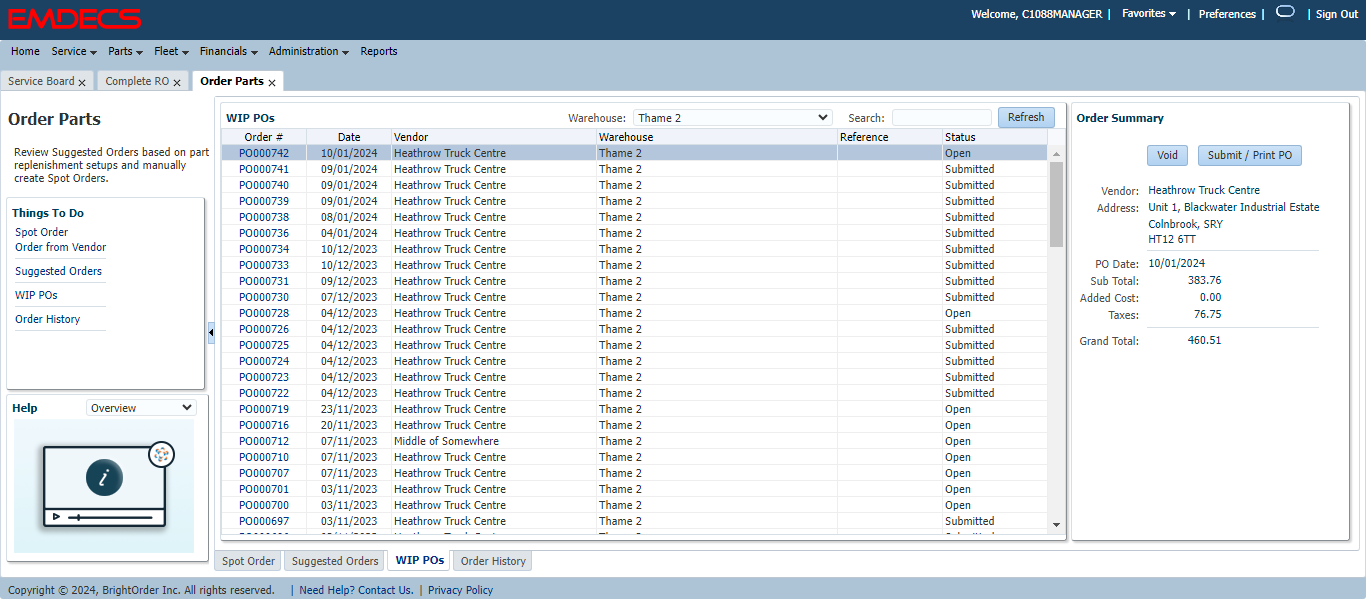 EMDECS
Welcome, C1088MANAGER | Favorites | Preferences | | Sign Out
Home Service Parts Fleet Financials Administration Reports
Service Board x Complete RO x Order Parts x
Order Parts
Review Suggested Orders based on part
replenishment setups and manually
create Spot Orders.
Things To Do
Spot Order
Order from Vendor
Suggested Orders
WIP POs
Order History
Help Overview
i
WIP POs Warehouse: Thame 2 Search: Refresh
Order # Date Vendor Warehouse Reference Status
PO000742 10/01/2024 Heathrow Truck Centre Thame 2 Open
PO000741 09/01/2024 Heathrow Truck Centre Thame 2 Submitted
PO000740 09/01/2024 Heathrow Truck Centre Thame 2 Submitted
PO000739 09/01/2024 Heathrow Truck Centre Thame 2 Submitted
PO000738 08/01/2024 Heathrow Truck Centre Thame 2 Submitted
PO000736 04/01/2024 Heathrow Truck Centre Thame 2 Submitted
PO000734 10/12/2023 Heathrow Truck Centre Thame 2 Submitted
PO000733 10/12/2023 Heathrow Truck Centre Thame 2 Submitted
PO000731 09/12/2023 Heathrow Truck Centre Thame 2 Submitted
PO000730 07/12/2023 Heathrow Truck Centre Thame 2 Submitted
PO000728 04/12/2023 Heathrow Truck Centre Thame 2 Open
PO000726 04/12/2023 Heathrow Truck Centre Thame 2 Submitted
PO000725 04/12/2023 Heathrow Truck Centre Thame 2 Submitted
PO000724 04/12/2023 Heathrow Truck Centre Thame 2 Submitted
PO000723 04/12/2023 Heathrow Truck Centre Thame 2 Submitted
PO000722 04/12/2023 Heathrow Truck Centre Thame 2 Submitted
PO000719 23/11/2023 Heathrow Truck Centre Thame 2 Open
PO000716 20/11/2023 Heathrow Truck Centre Thame 2 Open
PO000712 07/11/2023 Middle of Somewhere Thame 2 Open
PO000710 07/11/2023 Heathrow Truck Centre Thame 2 Open
PO000707 07/11/2023 Heathrow Truck Centre Thame 2 Open
PO000701 03/11/2023 Heathrow Truck Centre Thame 2 Open
PO000700 03/11/2023 Heathrow Truck Centre Thame 2 Open
PO000697 03/11/2023 Heathrow Truck Centre Thame 2 Submitted
Spot Order Suggested Orders WIP POs Order History
Order Summary
Void Submit / Print PO
Vendor: Heathrow Truck Centre
Address: Unit 1, Blackwater Industrial Estate
Colnbrook, SRY
HT12 6TT
PO Date: 10/01/2024
Sub Total: 383.76
Added Cost: 0.00
Taxes: 76.75
Grand Total: 460.51
Copyright © 2024, BrightOrder Inc. All rights reserved. | Need Help? Contact Us. | Privacy Policy